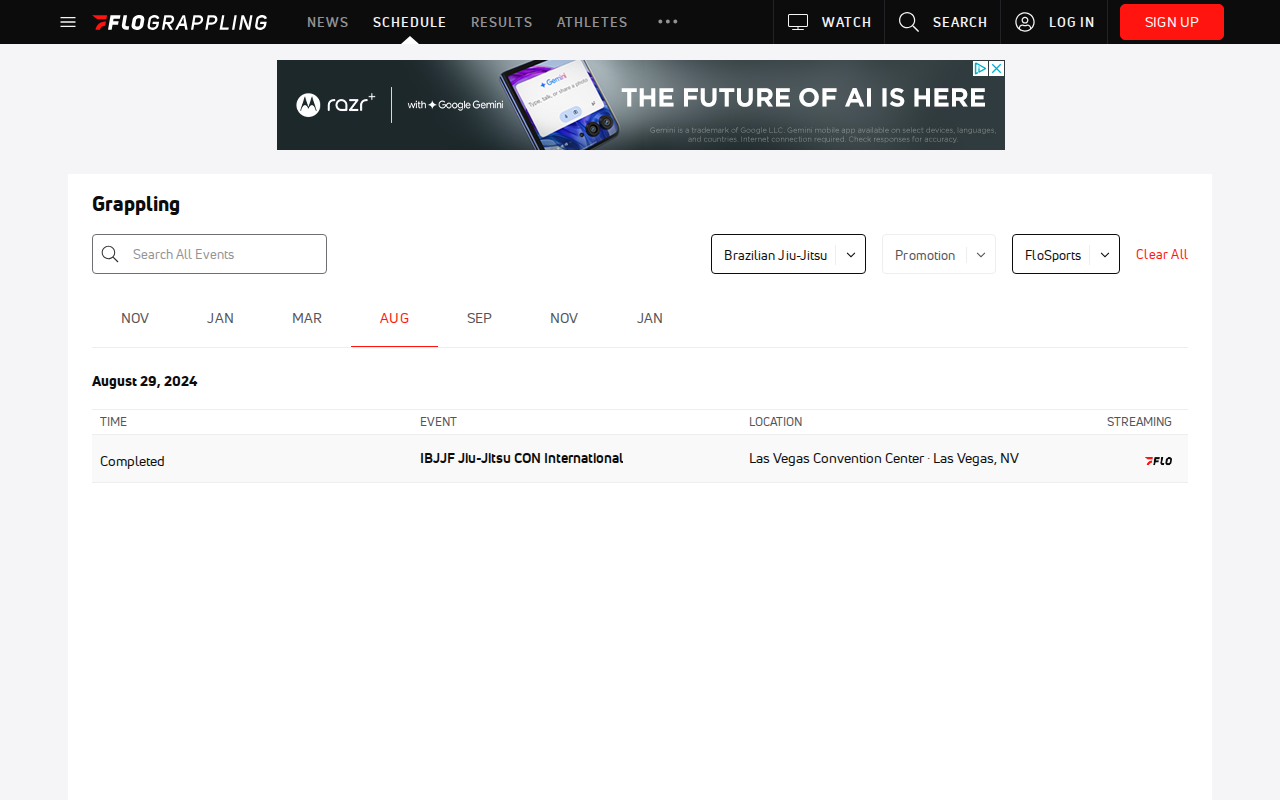 FLOGRAPPLING NEWS SCHEDULE RESULTS ATHLETES WATCH SEARCH LOG IN SIGN UP
razr+ with Google Gemini
Gemini
Type, talk, or share a photo
THE FUTURE OF AI IS HERE
Gemini is a trademark of Google LLC. Gemini mobile app available on select devices, languages,
and countries. Internet connection required. Check responses for accuracy.
Grappling
Search All Events Brazilian Jiu-Jitsu Promotion FloSports Clear All
NOV JAN MAR AUG SEP NOV JAN
August 29, 2024
TIME EVENT LOCATION STREAMING
Completed IBJJF Jiu-Jitsu CON International Las Vegas Convention Center · Las Vegas, NV FLO